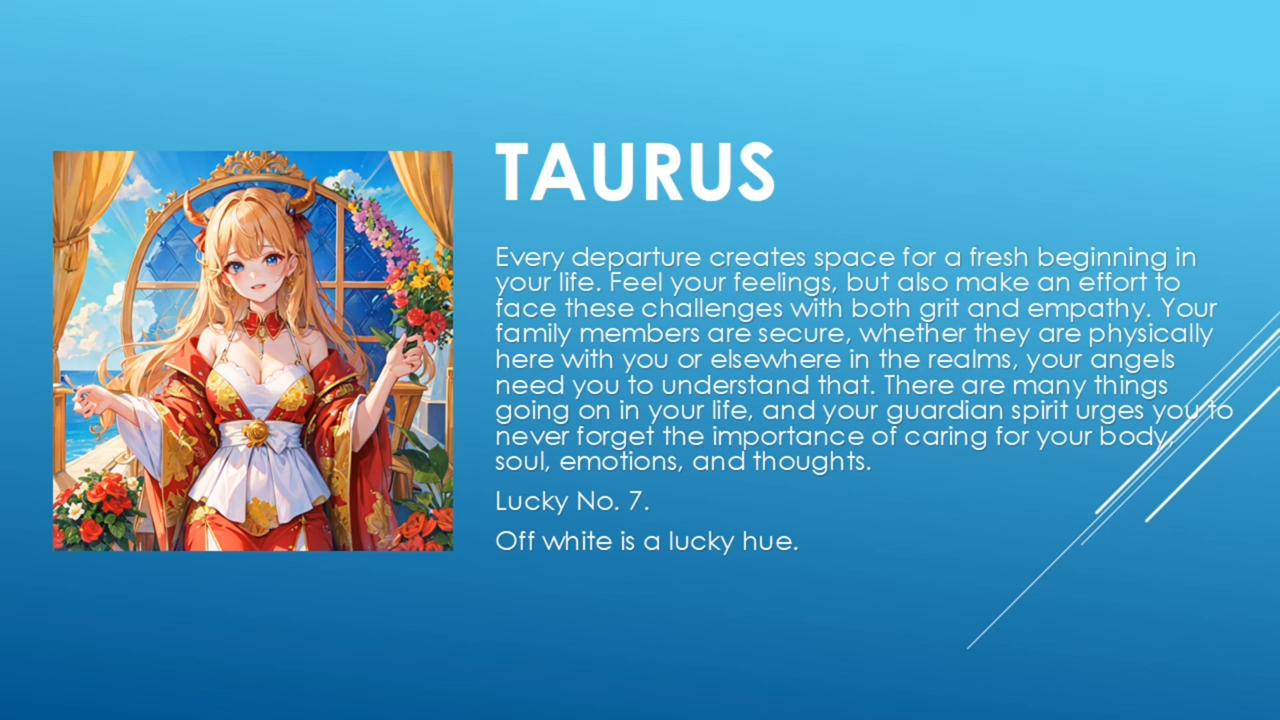 TAURUS
Every departure creates space for a fresh beginning in
your life. Feel your feelings, but also make an effort to
face these challenges with both grit and empathy. Your
family members are secure, whether they are physically
here with you or elsewhere in the realms, your angels
need you to understand that. There are many things
going on in your life, and your guardian spirit urges you to
never forget the importance of caring for your body,
soul, emotions, and thoughts.
Lucky No. 7.
Off white is a lucky hue.